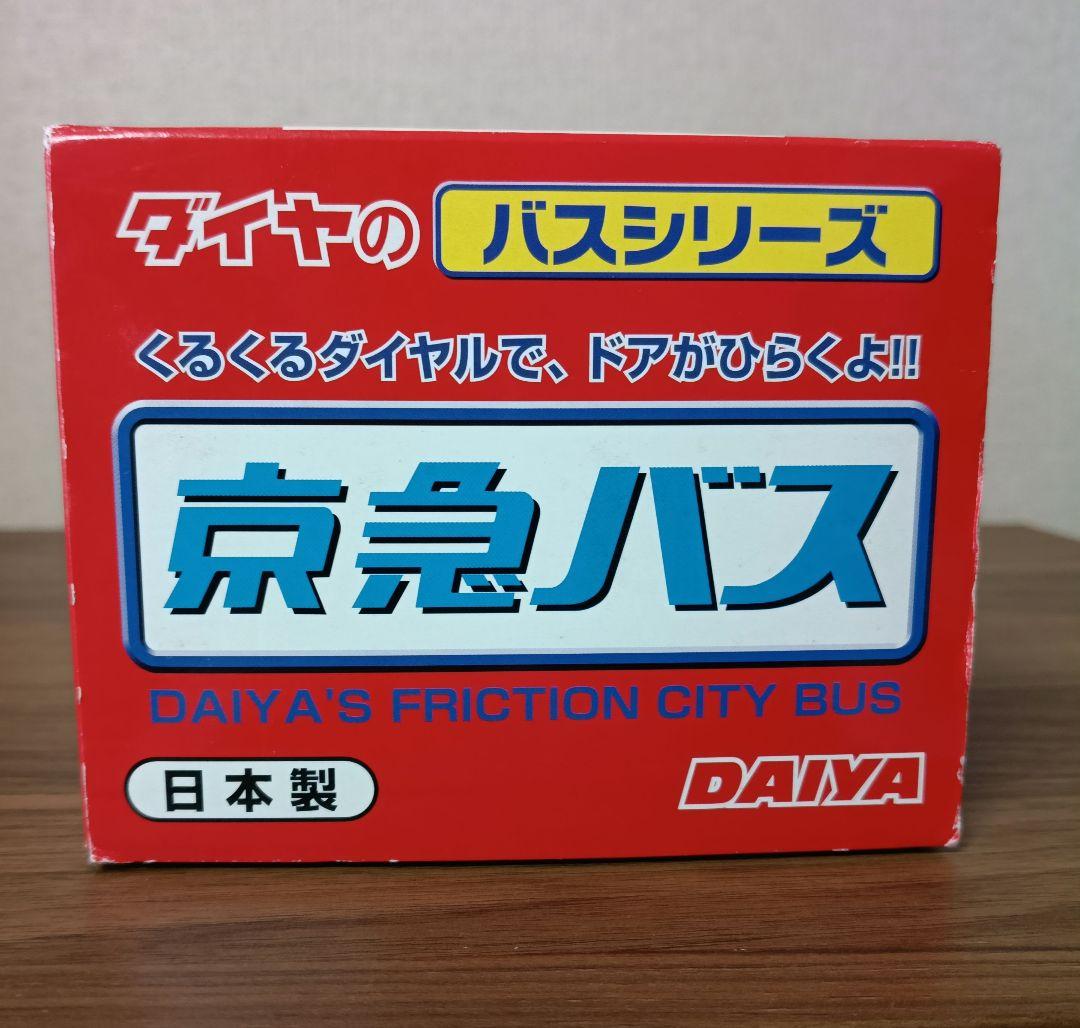 ダイヤの バスシリーズ
くるくるダイヤルで、ドアがひらくよ!!
京急バス
DAIYA'S FRICTION CITY BUS
日本製 DAIYA